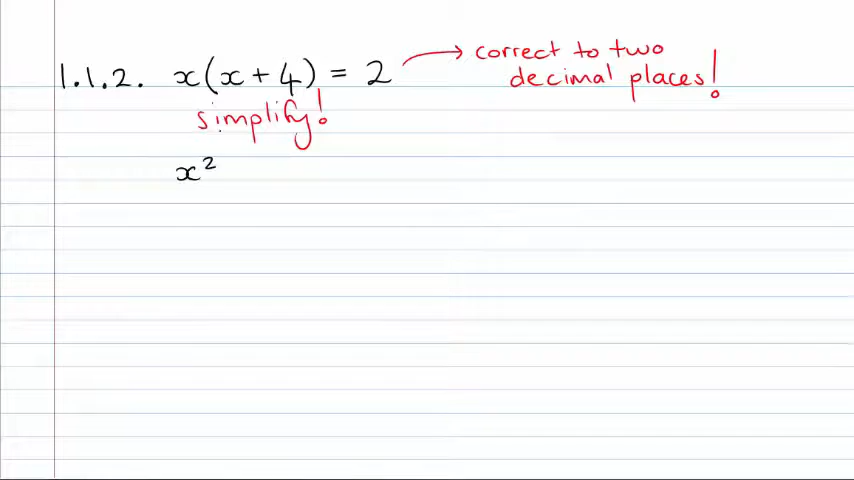 1.1.2. x(x + 4) = 2 → correct to two
decimal places!
simplify!
x²